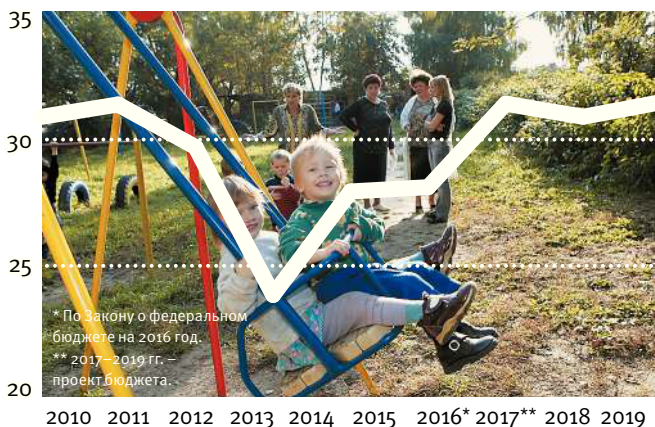 35
30
25
20
* По Закону о федеральном
бюджете на 2016 год.
** 2017–2019 гг. –
проект бюджета.
2010 2011 2012 2013 2014 2015 2016* 2017** 2018 2019